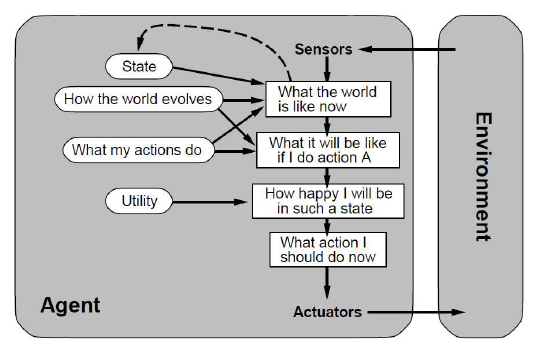 Sensors
State
What the world
is like now
How the world evolves
What my actions do
What it will be like
if I do action A
Utility
How happy I will be
in such a state
What action I
should do now
Agent
Actuators
Environment